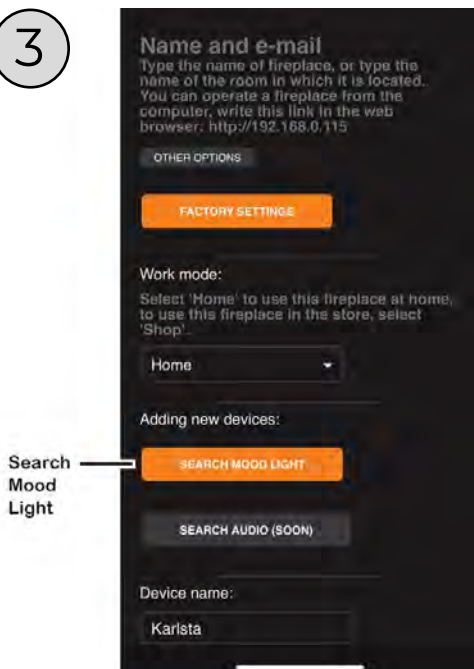 3
Name and e-mail
Type the name of fireplace, or type the
name of the room in which it is located.
You can operate a fireplace from the
computer, write this link in the web
browser: http://192.168.0.115
OTHER OPTIONS
FACTORY SETTINGE
Work mode:
Select 'Home' to use this fireplace at home,
to use this fireplace in the store, select
'Shop'.
Home
Adding new devices:
SEARCH MOOD LIGHT
Search
Mood
Light
SEARCH AUDIO (SOON)
Device name:
Karlsta